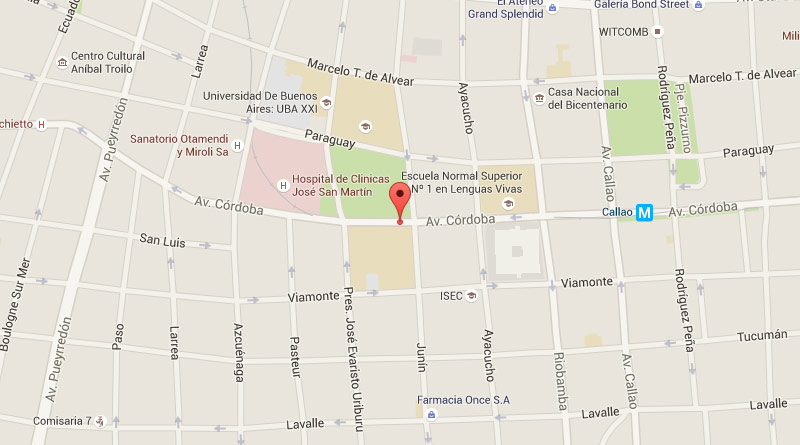 El Ateneo
Grand Splendid
Galería Bond Street
WITCOMB
Mili
Ecuado
Centro Cultural
Aníbal Troilo
Larrea
Marcelo T. de Alvear
Marcelo T. de Alvear
Rodríguez Peña
Pje. Pizzurno
Universidad De Buenos
Aires: UBA XXI
Ayacucho
Casa Nacional
del Bicentenario
chietto
H
Av. Pueyrredón
Sanatorio Otamendi
y Miroli Sa
H
Paraguay
Paraguay
Av. Callao
H
Hospital de Clinicas
José San Martín
Escuela Normal Superior
Nº 1 en Lenguas Vivas
Av. Córdoba
Av. Córdoba
Callao
M
Av. Córdoba
San Luis
Viamonte
ISEC
Viamonte
Boulogne Sur Mer
Av. Pueyrredón
Paso
Larrea
Azcuénaga
Pasteur
Pres. José Evaristo Uriburu
Junín
Ayacucho
Riobamba
Av. Callao
Rodríguez Peña
Tucumán
Farmacia Once S.A
Comisaria 7
Lavalle
Lavalle
Lavalle